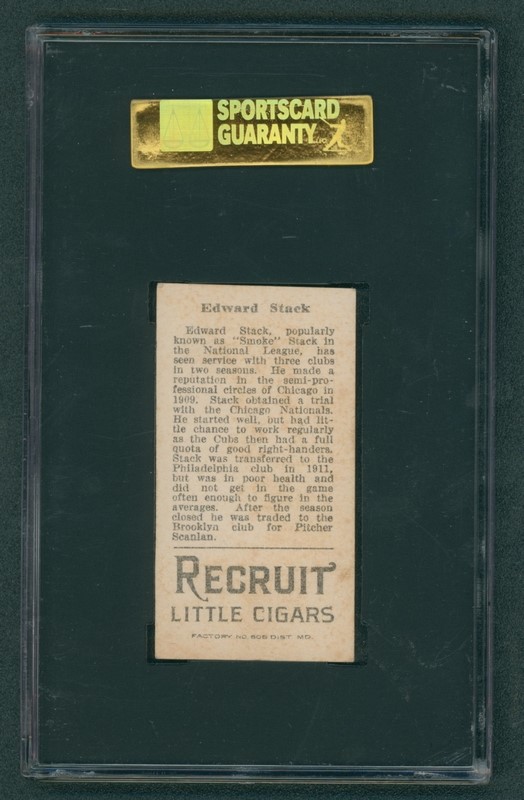 SPORTSCARD
GUARANTY
Edward Stack
Edward Stack, popularly
known as "Smoke" Stack in
the National League, has
seen service with three clubs
in two seasons. He made a
reputation in the semi-pro-
fessional circles of Chicago in
1909. Stack obtained a trial
with the Chicago Nationals.
He started well, but had lit-
tle chance to work regularly
as the Cubs then had a full
quota of good right-handers.
Stack was transferred to the
Philadelphia club in 1911,
but was in poor health and
did not get in the game
often enough to figure in the
averages. After the season
closed he was traded to the
Brooklyn club for Pitcher
Scanlan.
RECRUIT
LITTLE CIGARS
FACTORY NO. 606 DIST. MD.